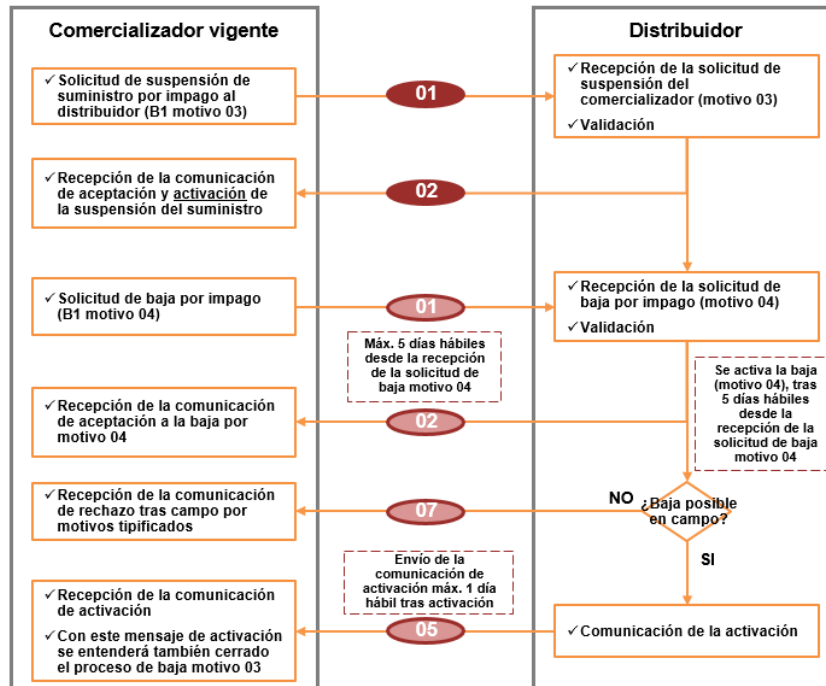 Comercializador vigente
Distribuidor
✓ Solicitud de suspensión de
suministro por impago al
distribuidor (B1 motivo 03)
01
✓ Recepción de la solicitud de
suspensión del
comercializador (motivo 03)
✓ Validación
✓ Recepción de la comunicación
de aceptación y activación de
la suspensión del suministro
02
✓ Solicitud de baja por impago
(B1 motivo 04)
01
✓ Recepción de la solicitud de
baja por impago (motivo 04)
✓ Validación
Máx. 5 días hábiles
desde la recepción
de la solicitud de
baja motivo 04
Se activa la baja
(motivo 04), tras
5 días hábiles
desde la
recepción de la
solicitud de baja
motivo 04
✓ Recepción de la comunicación
de aceptación a la baja por
motivo 04
02
✓ Recepción de la comunicación
de rechazo tras campo por
motivos tipificados
07
NO
¿Baja posible
en campo?
SI
Envío de la
comunicación de
activación máx. 1 día
hábil tras activación
✓ Recepción de la comunicación
de activación
✓ Con este mensaje de activación
se entenderá también cerrado
el proceso de baja motivo 03
05
✓ Comunicación de la activación